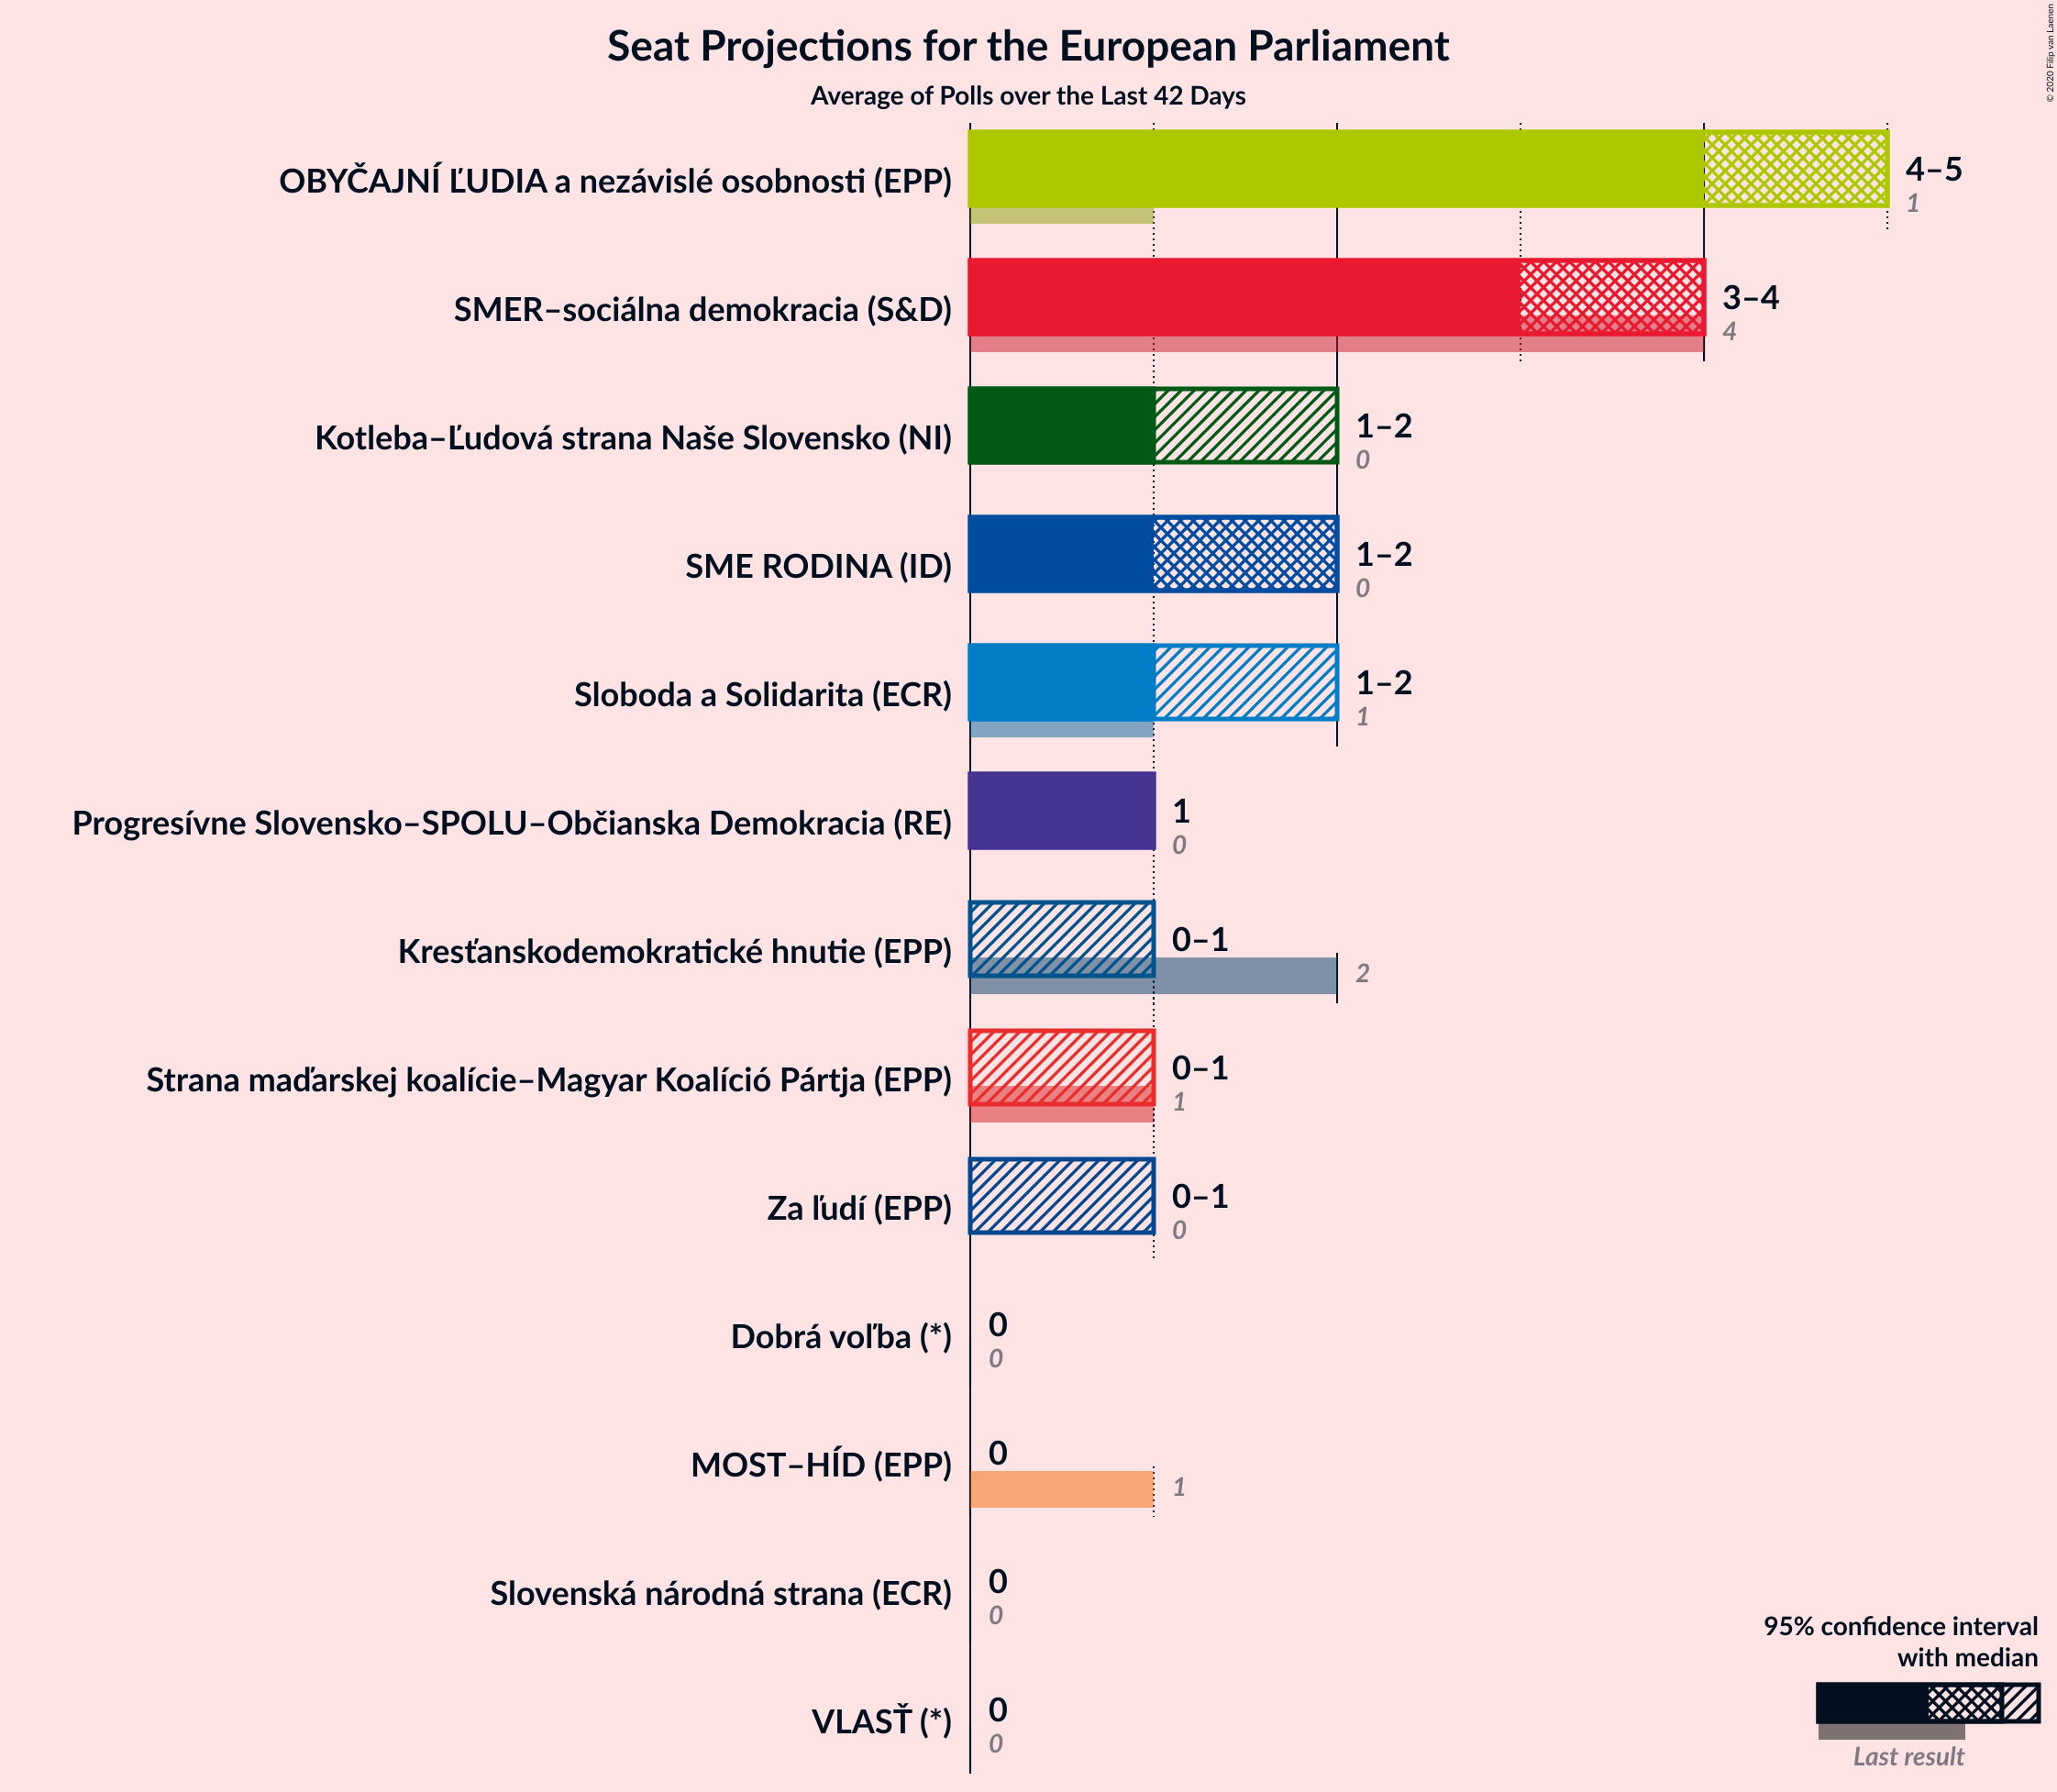 Seat Projections for the European Parliament
Average of Polls over the Last 42 Days
© 2020 Filip van Laenen
OBYČAJNÍ ĽUDIA a nezávislé osobnosti (EPP)
4–5
1
SMER–sociálna demokracia (S&D)
3–4
4
Kotleba–Ľudová strana Naše Slovensko (NI)
1–2
0
SME RODINA (ID)
1–2
0
Sloboda a Solidarita (ECR)
1–2
1
Progresívne Slovensko–SPOLU–Občianska Demokracia (RE)
1
0
Kresťanskodemokratické hnutie (EPP)
0–1
2
Strana maďarskej koalície–Magyar Koalíció Pártja (EPP)
0–1
1
Za ľudí (EPP)
0–1
0
Dobrá voľba (*)
0
0
MOST–HÍD (EPP)
0
1
Slovenská národná strana (ECR)
0
0
VLASŤ (*)
0
0
95% confidence interval
with median
Last result